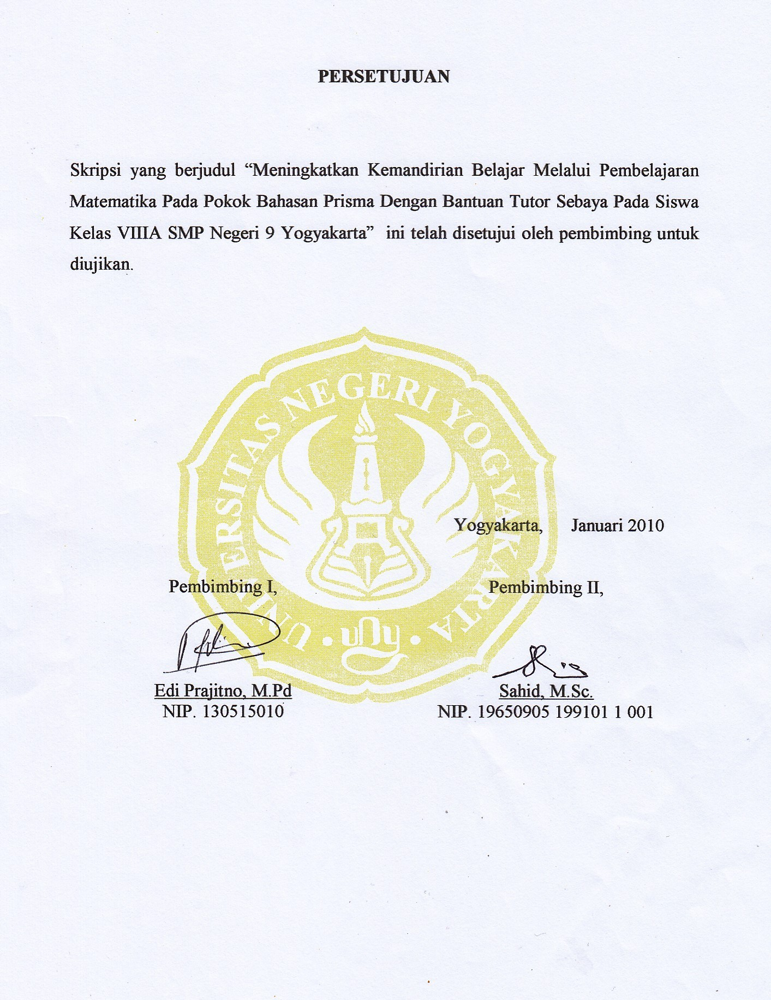 PERSETUJUAN
Skripsi yang berjudul “Meningkatkan Kemandirian Belajar Melalui Pembelajaran
Matematika Pada Pokok Bahasan Prisma Dengan Bantuan Tutor Sebaya Pada Siswa
Kelas VIIIA SMP Negeri 9 Yogyakarta” ini telah disetujui oleh pembimbing untuk
diujikan.
UNIVERSITAS NEGERI YOGYAKARTA
uny
Yogyakarta, Januari 2010
Pembimbing I, Pembimbing II,
Edi Prajitno, M.Pd Sahid, M.Sc.
NIP. 130515010 NIP. 19650905 199101 1 001